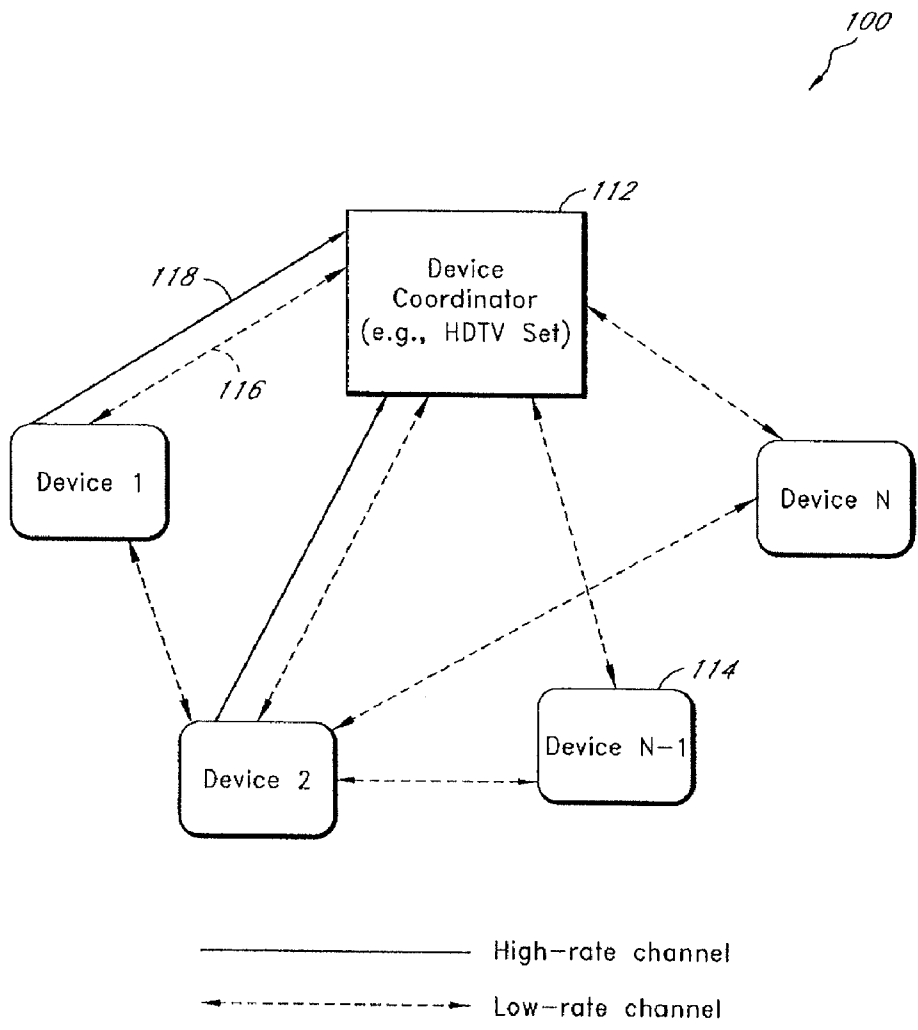 100
112
Device
Coordinator
(e.g., HDTV Set)
118
116
Device 1
Device N
114
Device N-1
Device 2
High-rate channel
Low-rate channel